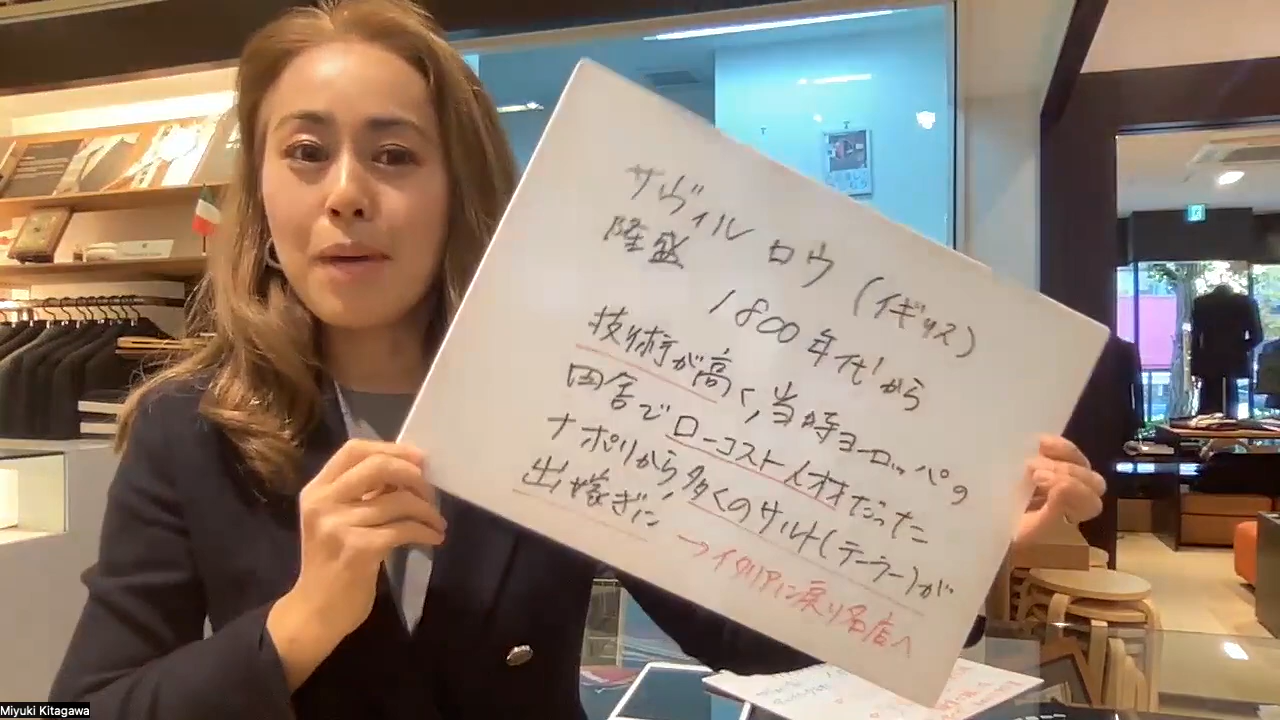 サヴィル ロウ (イギリス)
隆盛
1800年代から
技術が高く,当時ヨーロッパの
田舎でローコスト人材だった
ナポリから,多くのサルト(テーラー)が
出稼ぎに
→イタリアに戻り名店へ
Miyuki Kitagawa